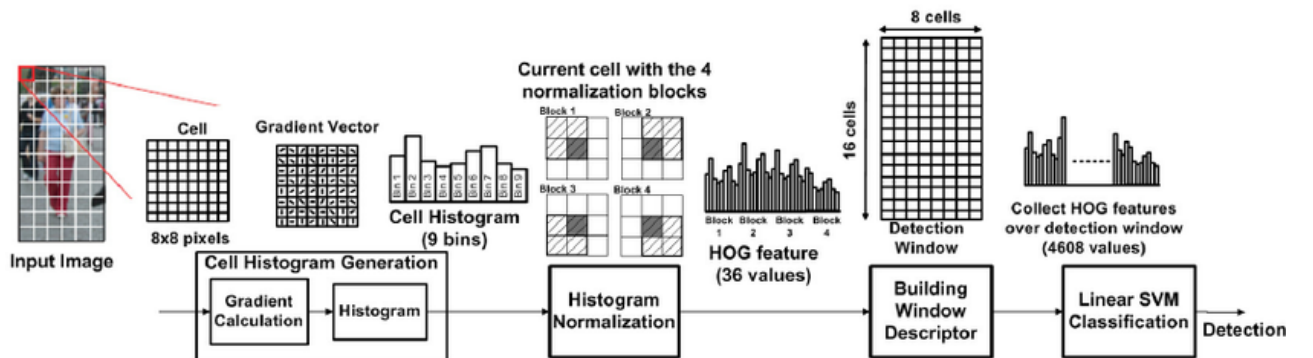 Input Image
Cell
8x8 pixels
Gradient Vector
Bin 1
Bin 2
Bin 3
Bin 4
Bin 5
Bin 6
Bin 7
Bin 8
Bin 9
Cell Histogram
(9 bins)
Current cell with the 4
normalization blocks
Block 1
Block 2
Block 3
Block 4
Block Block Block Block
1 2 3 4
HOG feature
(36 values)
8 cells
16 cells
Detection
Window
Collect HOG features
over detection window
(4608 values)
Cell Histogram Generation
Gradient
Calculation
Histogram
Histogram
Normalization
Building
Window
Descriptor
Linear SVM
Classification
Detection